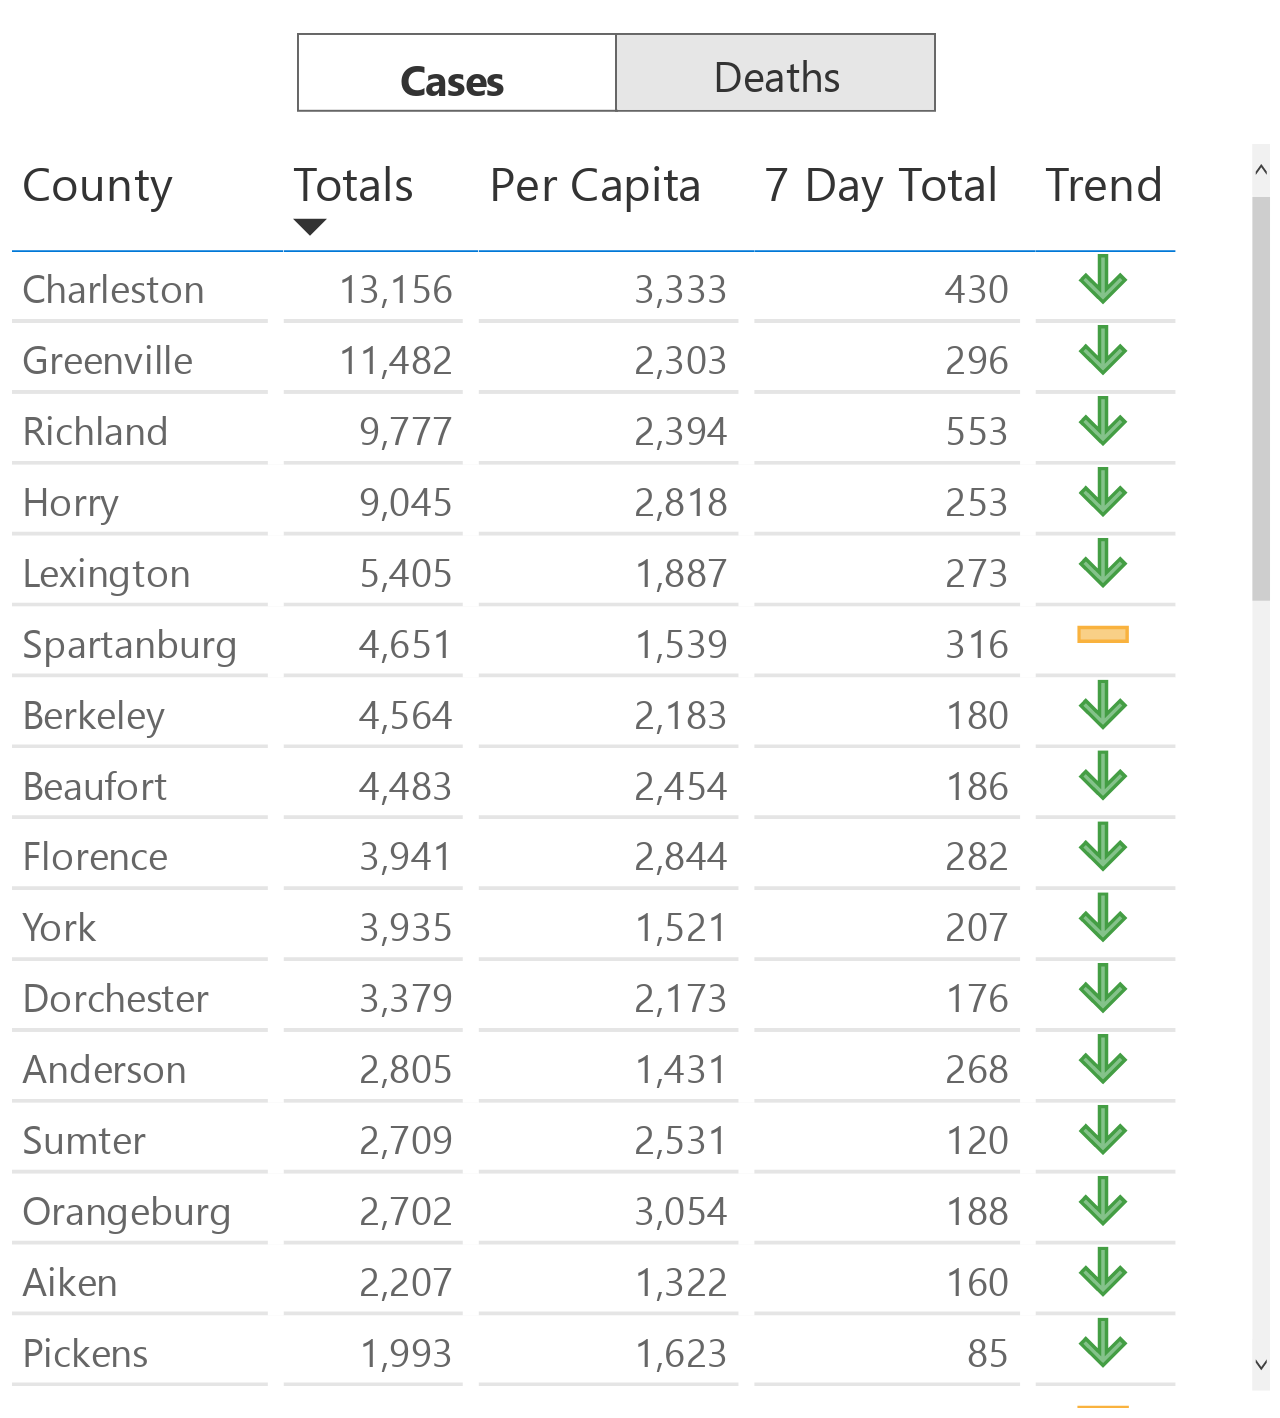 Cases Deaths
County Totals Per Capita 7 Day Total Trend
Charleston 13,156 3,333 430
Greenville 11,482 2,303 296
Richland 9,777 2,394 553
Horry 9,045 2,818 253
Lexington 5,405 1,887 273
Spartanburg 4,651 1,539 316
Berkeley 4,564 2,183 180
Beaufort 4,483 2,454 186
Florence 3,941 2,844 282
York 3,935 1,521 207
Dorchester 3,379 2,173 176
Anderson 2,805 1,431 268
Sumter 2,709 2,531 120
Orangeburg 2,702 3,054 188
Aiken 2,207 1,322 160
Pickens 1,993 1,623 85